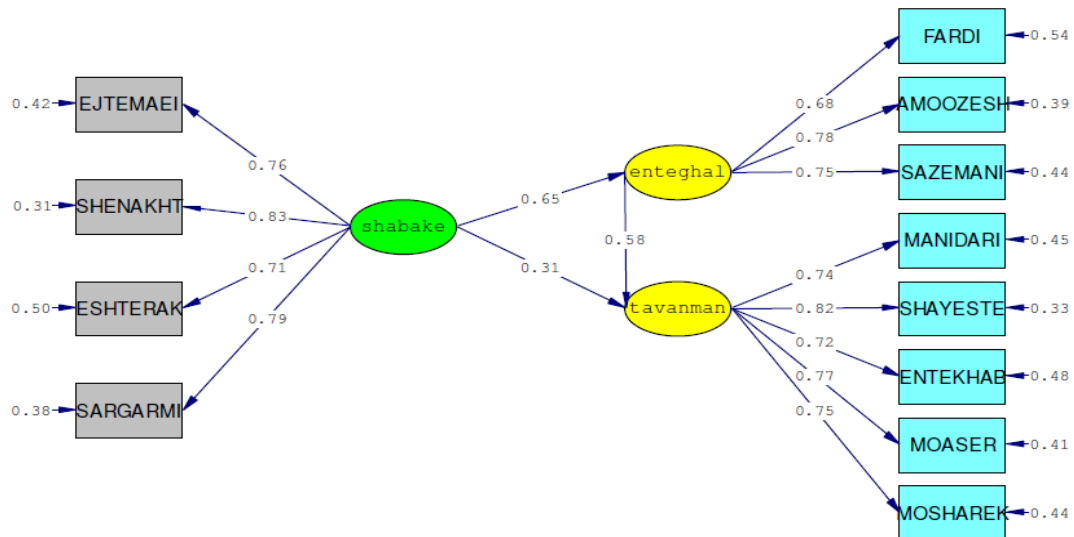 FARDI
0.54
EJTEMAEI
0.42
0.68
AMOOZESH
0.39
0.78
0.76
enteghal
0.75
SAZEMANI
0.44
SHENAKHT
0.31
0.83
0.65
shabake
0.58
MANIDARI
0.45
0.71
0.31
0.74
ESHTERAK
0.50
tavanman
0.82
SHAYESTE
0.33
0.79
0.72
ENTEKHAB
0.48
0.77
SARGARMI
0.38
0.75
MOASER
0.41
MOSHAREK
0.44